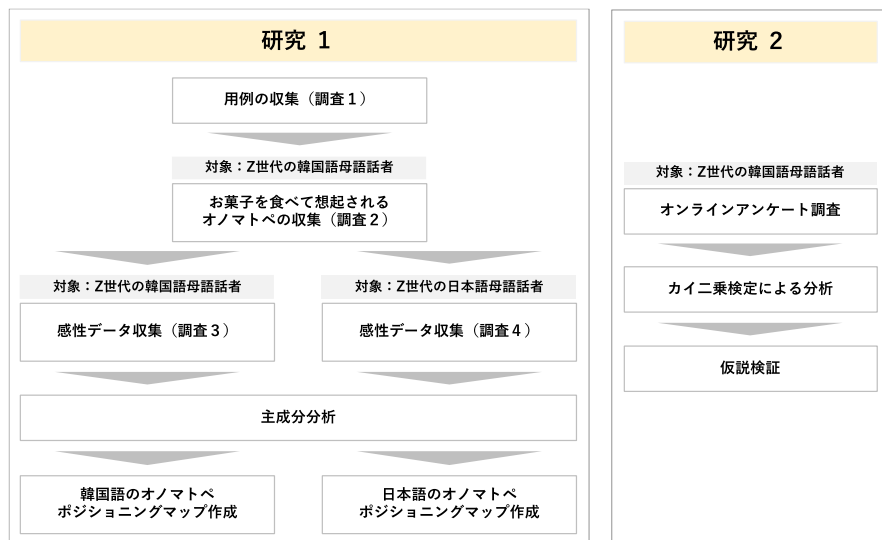 研究 1
用例の収集（調査１）
対象：Z世代の韓国語母語話者
お菓子を食べて想起される
オノマトペの収集（調査２）
対象：Z世代の韓国語母語話者
感性データ収集（調査３）
対象：Z世代の日本語母語話者
感性データ収集（調査４）
主成分分析
韓国語のオノマトペ
ポジショニングマップ作成
日本語のオノマトペ
ポジショニングマップ作成
研究 2
対象：Z世代の韓国語母語話者
オンラインアンケート調査
カイ二乗検定による分析
仮説検証